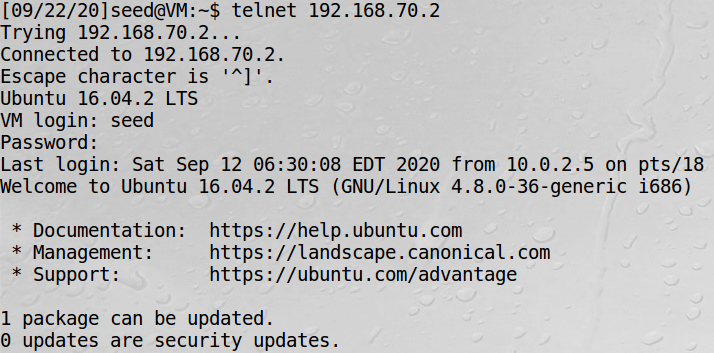 [09/22/20]seed@VM:~$ telnet 192.168.70.2
Trying 192.168.70.2...
Connected to 192.168.70.2.
Escape character is '^]'.
Ubuntu 16.04.2 LTS
VM login: seed
Password:
Last login: Sat Sep 12 06:30:08 EDT 2020 from 10.0.2.5 on pts/18
Welcome to Ubuntu 16.04.2 LTS (GNU/Linux 4.8.0-36-generic i686)
 * Documentation:  https://help.ubuntu.com
 * Management:     https://landscape.canonical.com
 * Support:        https://ubuntu.com/advantage
1 package can be updated.
0 updates are security updates.